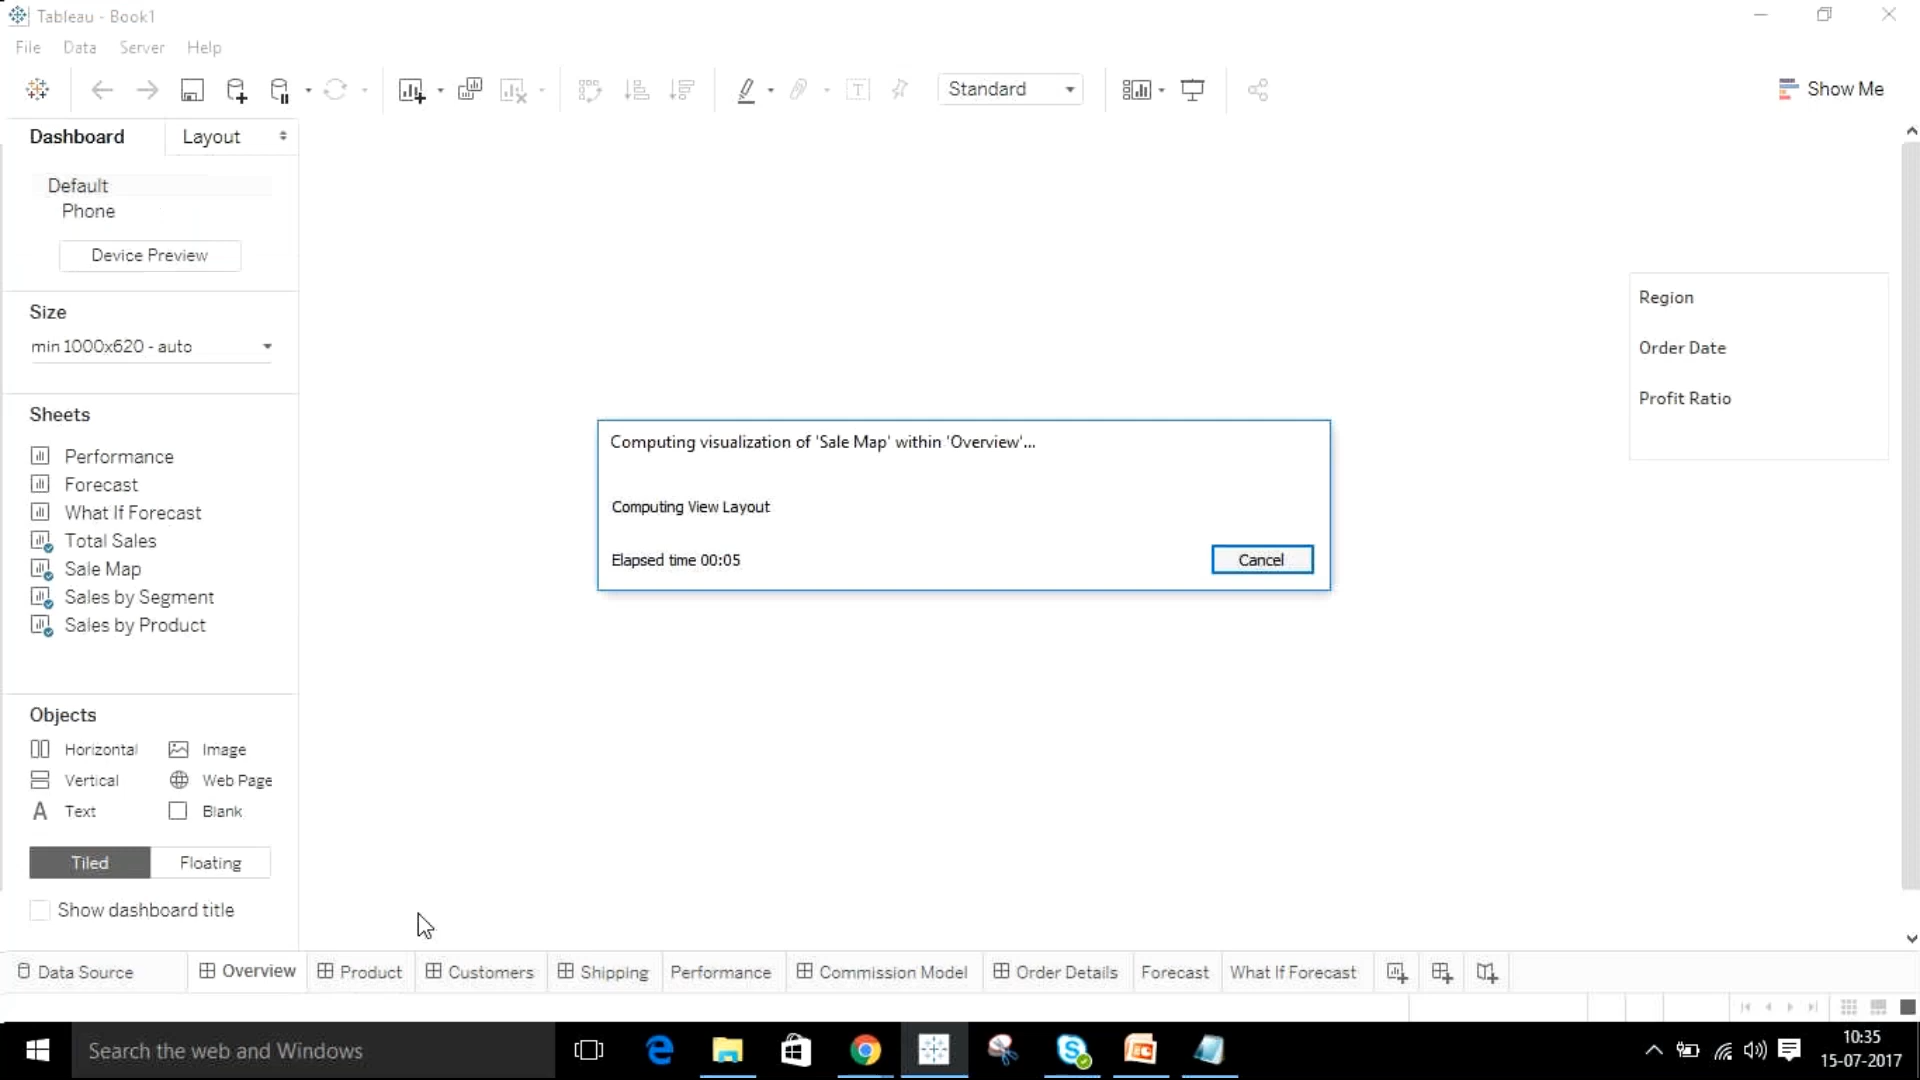 Tableau - Book1
File Data Server Help
Standard
Show Me
Dashboard Layout
Default
Phone
Device Preview
Size
min 1000x620 - auto
Sheets
Performance
Forecast
What If Forecast
Total Sales
Sale Map
Sales by Segment
Sales by Product
Objects
Horizontal Image
Vertical Web Page
Text Blank
Tiled Floating
Show dashboard title
Region
Order Date
Profit Ratio
Computing visualization of 'Sale Map' within 'Overview'...
Computing View Layout
Elapsed time 00:05
Cancel
Data Source Overview Product Customers Shipping Performance Commission Model Order Details Forecast What If Forecast
Search the web and Windows
10:35
15-07-2017